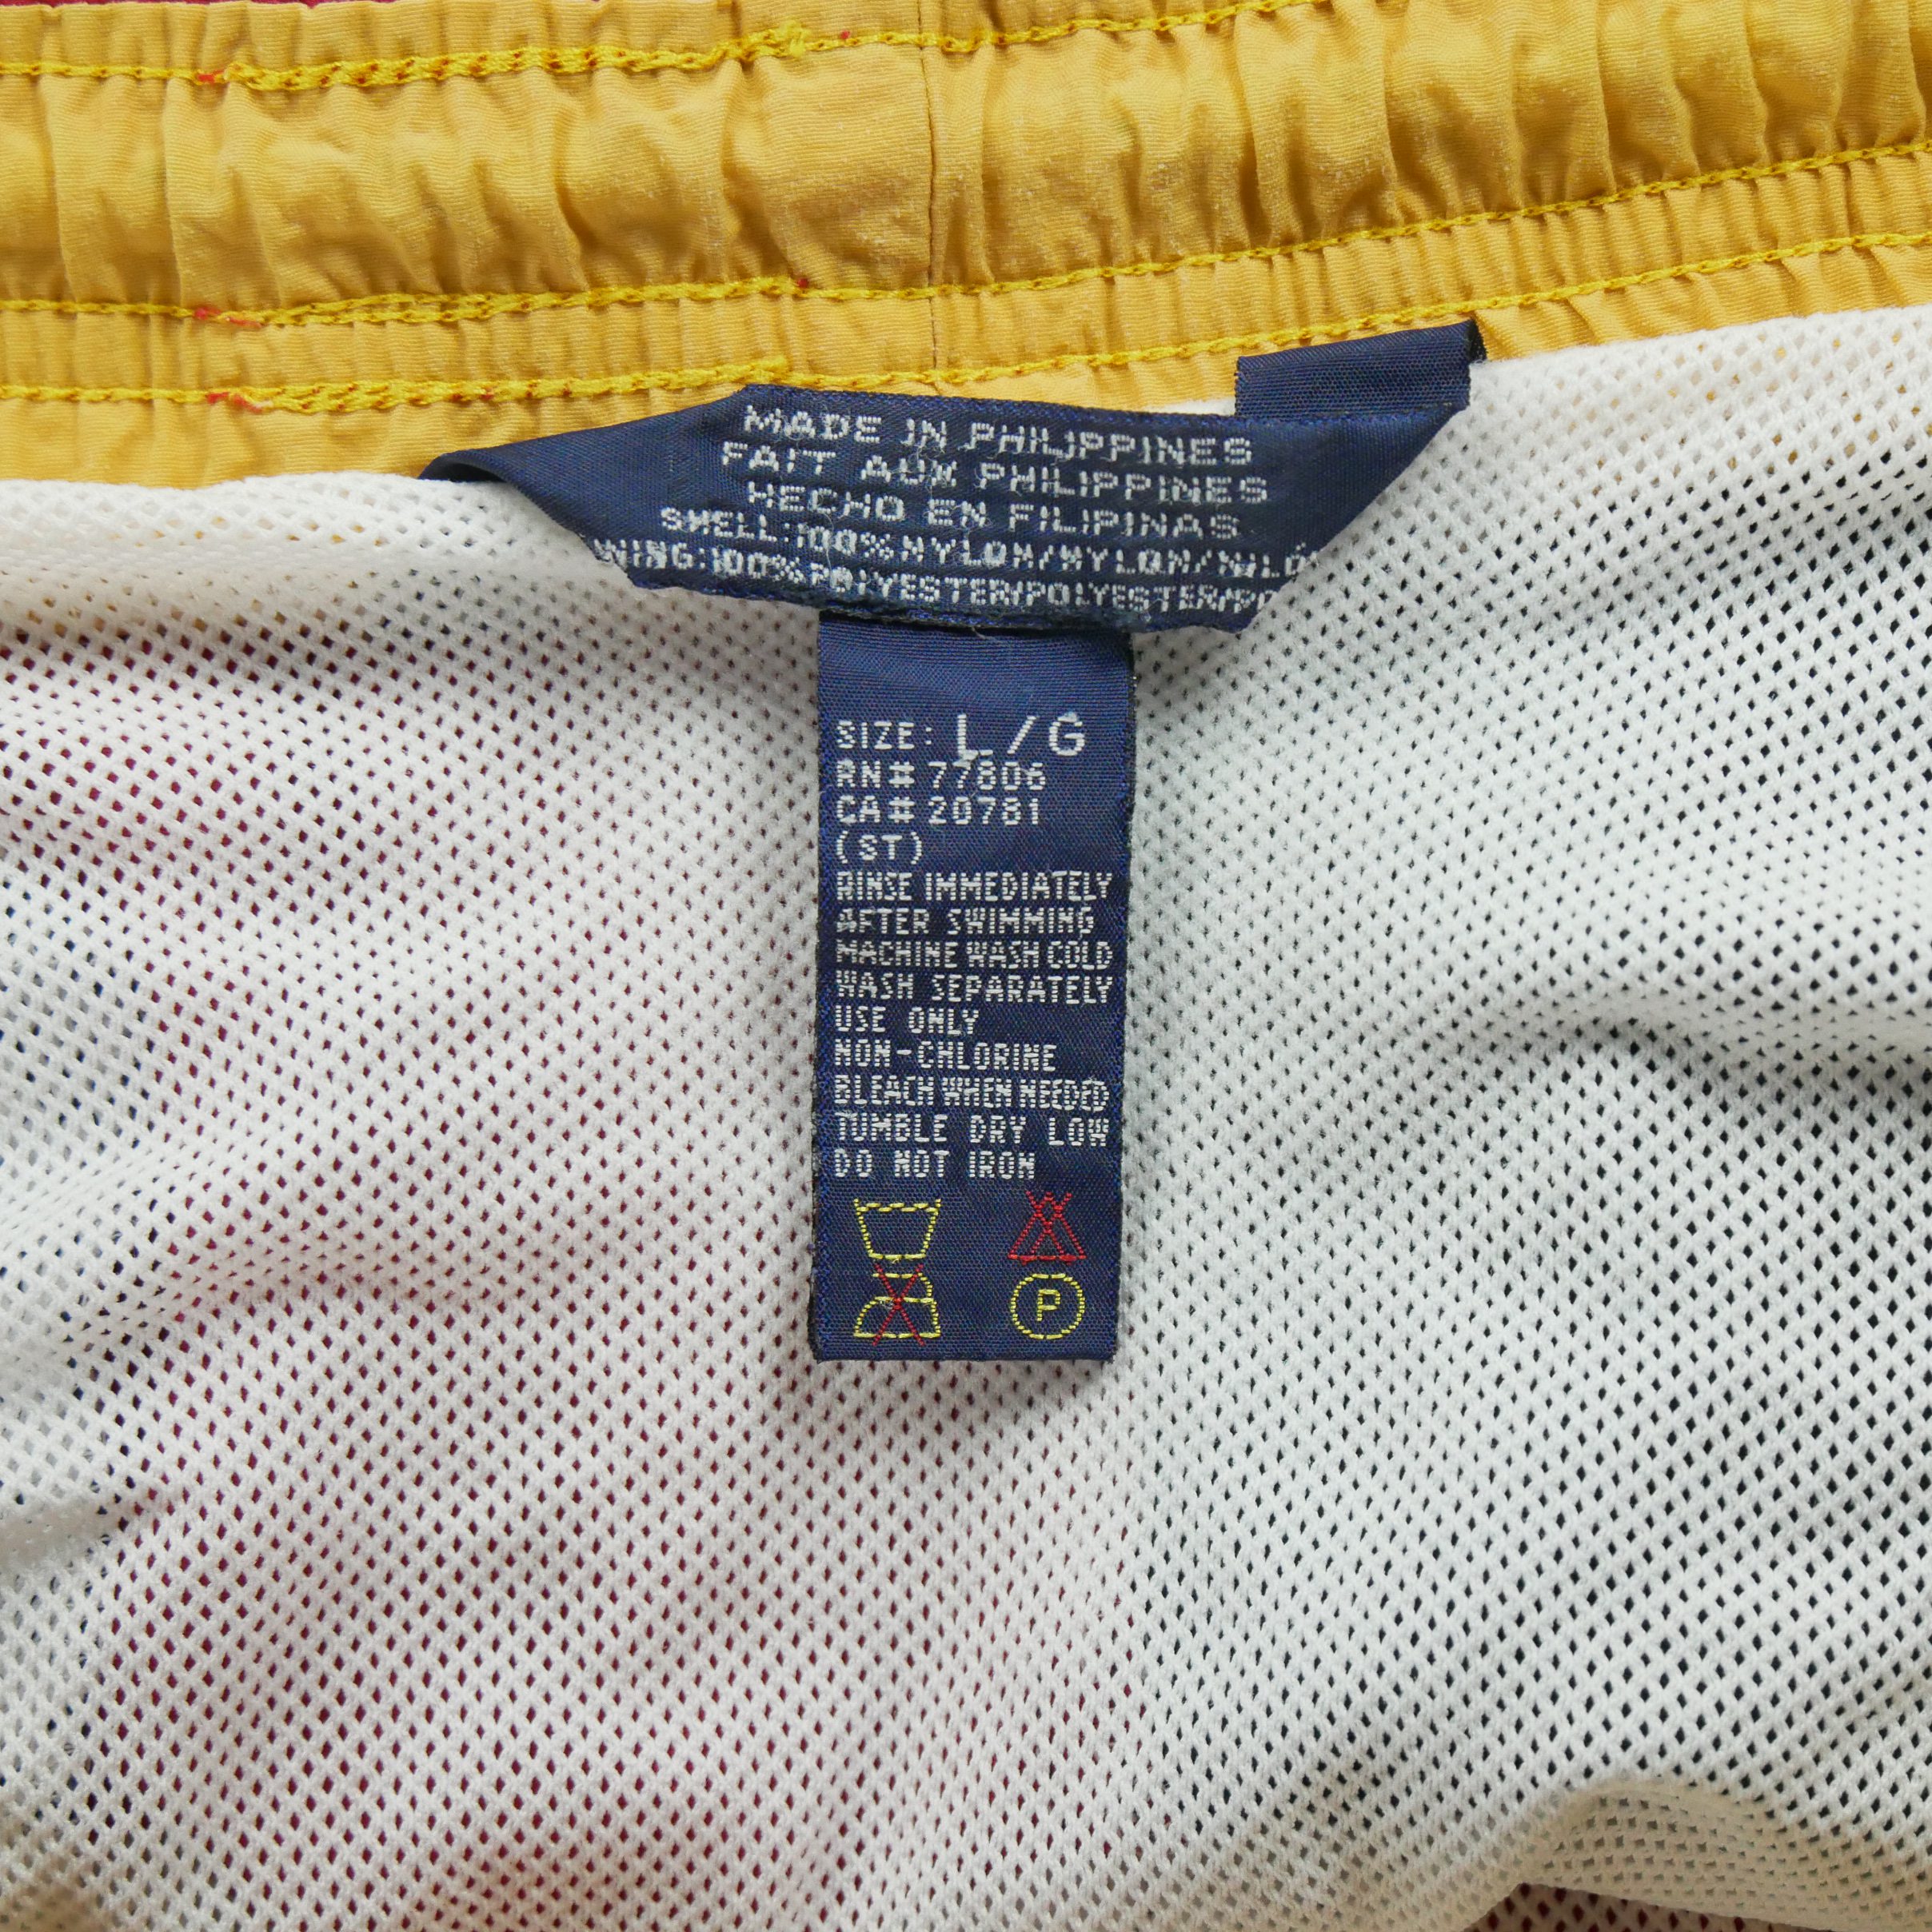 MADE IN PHILIPPINES
FAIT AUX PHILIPPINES
HECHO EN FILIPINAS
SHELL:100%NYLON/NYLON/
100%POLYESTER/POLYESTER/
SIZE: L/G
RN# 77806
CA# 20781
(ST)
RINSE IMMEDIATELY
AFTER SWIMMING
MACHINE WASH COLD
WASH SEPARATELY
USE ONLY
NON-CHLORINE
BLEACH WHEN NEEDED
TUMBLE DRY LOW
DO NOT IRON
P